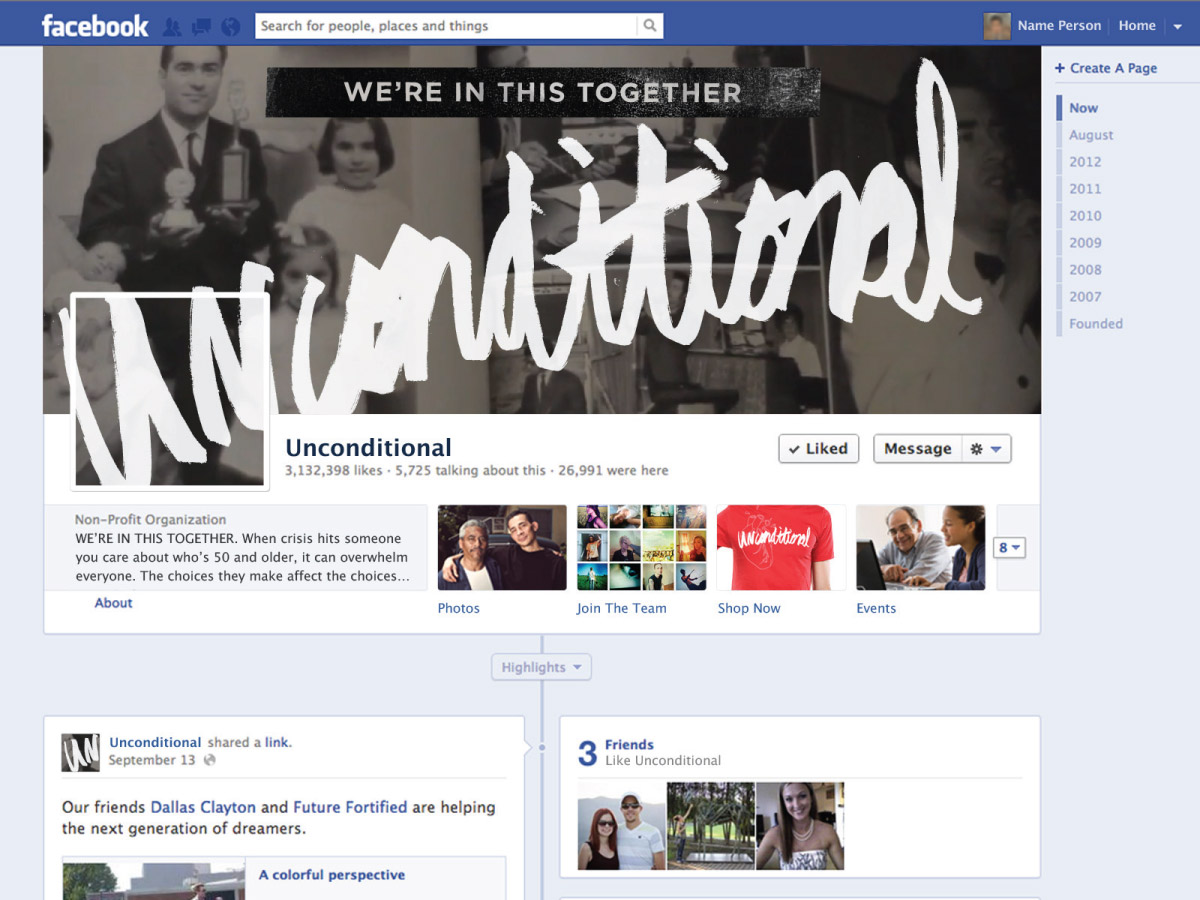 facebook
Search for people, places and things
Name Person
Home
WE'RE IN THIS TOGETHER
Unconditional
+ Create A Page
Now
August
2012
2011
2010
2009
2008
2007
Founded
Un
Unconditional
3,132,398 likes · 5,725 talking about this · 26,991 were here
✓ Liked
Message
Non-Profit Organization
WE'RE IN THIS TOGETHER. When crisis hits someone
you care about who's 50 and older, it can overwhelm
everyone. The choices they make affect the choices...
About
Photos
Join The Team
Unconditional
Shop Now
Events
8
Highlights
UN
Unconditional shared a link.
September 13
Our friends Dallas Clayton and Future Fortified are helping
the next generation of dreamers.
A colorful perspective
3
Friends
Like Unconditional